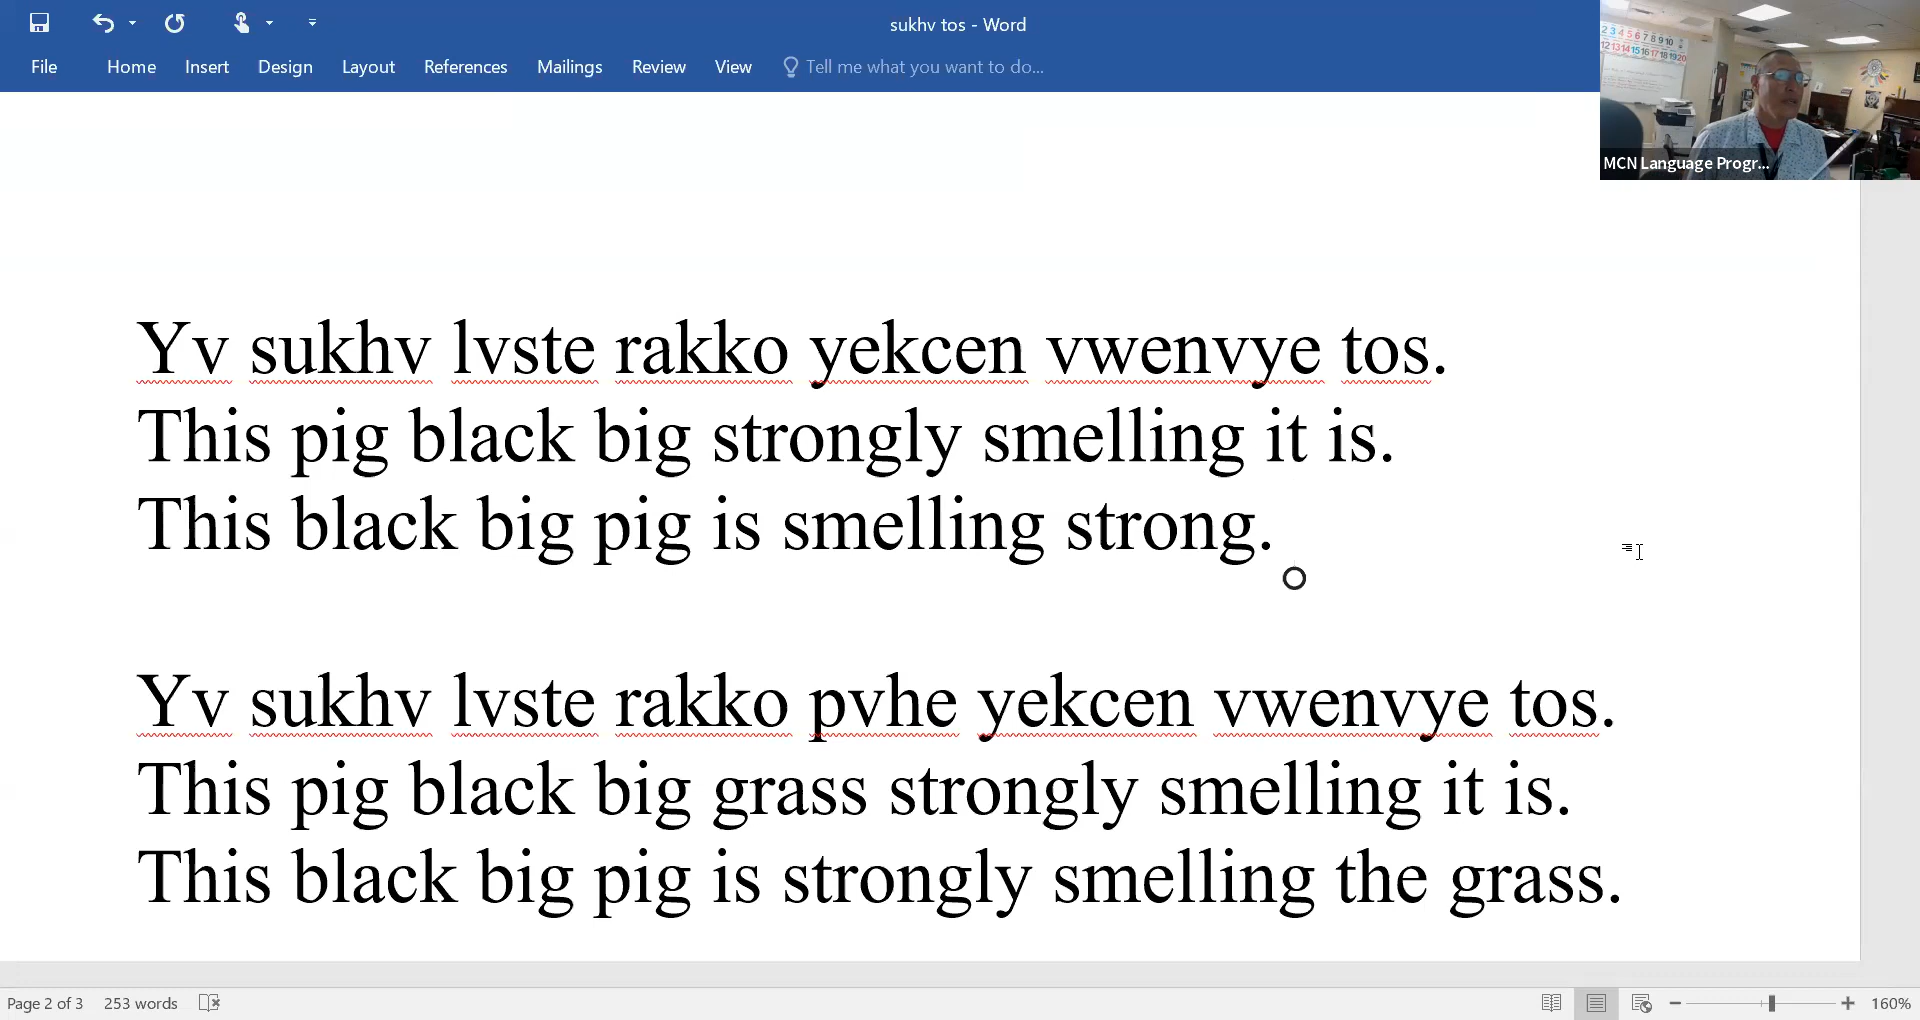 sukhv tos - Word
File Home Insert Design Layout References Mailings Review View Tell me what you want to do...
MCN Language Progr...
Yv sukhv lvste rakko yekcen vwenvye tos.
This pig black big strongly smelling it is.
This black big pig is smelling strong.
Yv sukhv lvste rakko pvhe yekcen vwenvye tos.
This pig black big grass strongly smelling it is.
This black big pig is strongly smelling the grass.
Page 2 of 3 253 words 160%